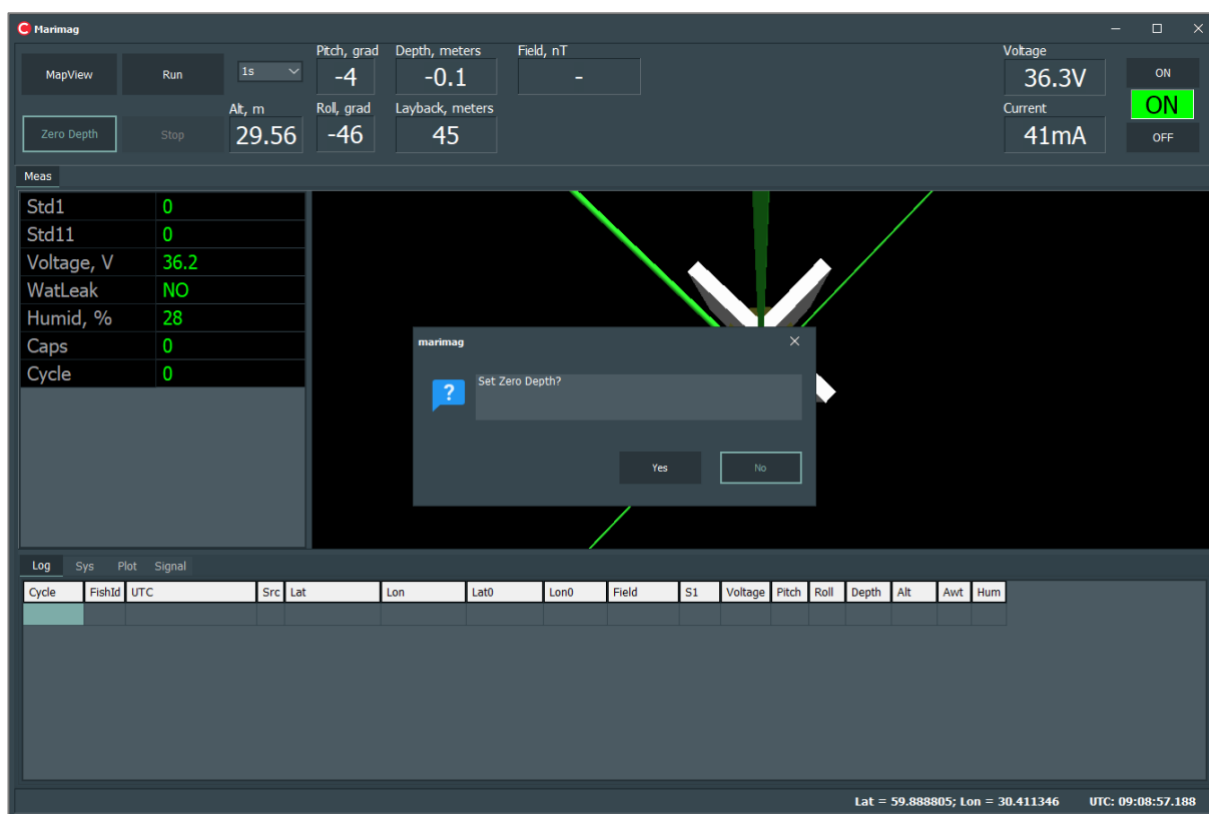 Marimag
MapView
Run
1s
Pitch, grad
-4
Depth, meters
-0.1
Field, nT
-
Voltage
36.3V
ON
Zero Depth
Stop
Alt, m
29.56
Roll, grad
-46
Layback, meters
45
Current
41mA
ON
OFF
Meas
Std1 0
Std11 0
Voltage, V 36.2
WatLeak NO
Humid, % 28
Caps 0
Cycle 0
marimag
Set Zero Depth?
Yes
No
Log Sys Plot Signal
Cycle FishId UTC Src Lat Lon Lat0 Lon0 Field S1 Voltage Pitch Roll Depth Alt Awt Hum
Lat = 59.888805; Lon = 30.411346 UTC: 09:08:57.188